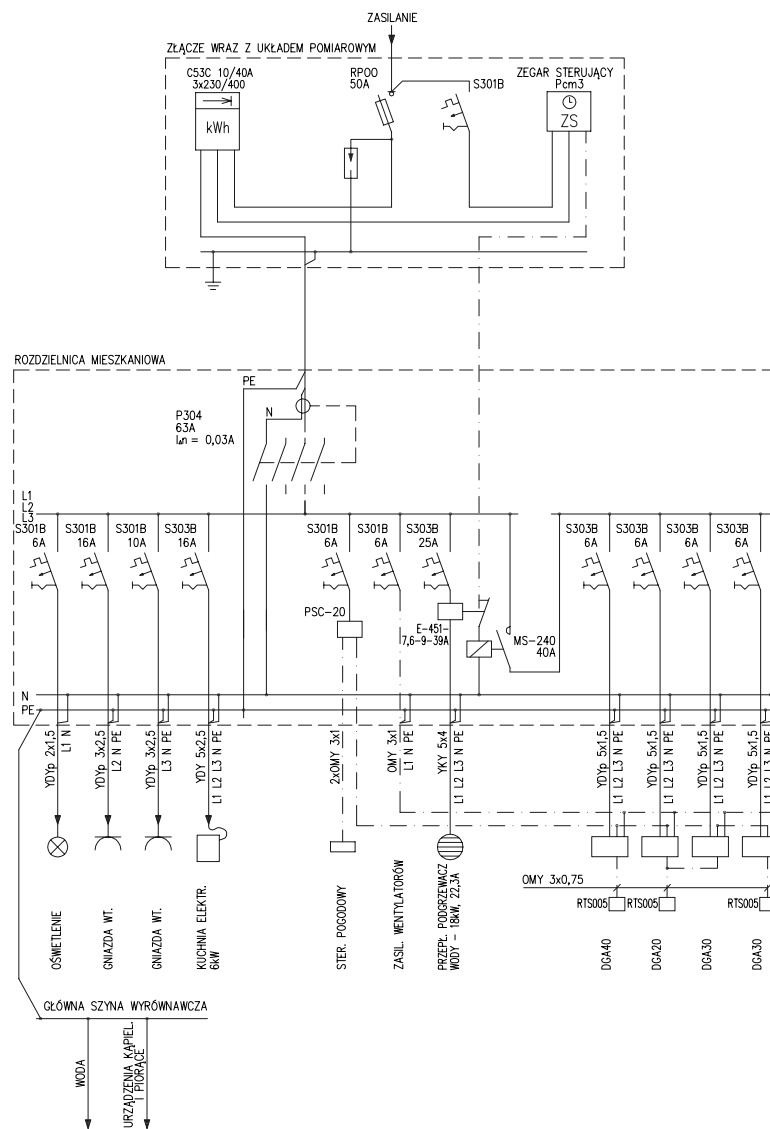 ZASILANIE
ZŁĄCZE WRAZ Z UKŁADEM POMIAROWYM
C53C 10/40A
3x230/400
kWh
RP00
50A
S301B
ZEGAR STERUJĄCY
Pcm3
ZS
ROZDZIELNICA MIESZKANIOWA
PE
N
P304
63A
I∆n = 0,03A
L1
L2
L3
S301B
6A
S301B
16A
S301B
10A
S303B
16A
S301B
6A
S301B
6A
S303B
25A
S303B
6A
S303B
6A
S303B
6A
S303B
6A
PSC-20
E-451-
7,6-9-39A
MS-240
40A
N
PE
YDYp 2x1,5
L1 N
YDYp 3x2,5
L2 N PE
YDYp 3x2,5
L3 N PE
YDY 5x2,5
L1 L2 L3 N PE
2xOMY 3x1
OMY 3x1
L1 N PE
YKY 5x4
L1 L2 L3 N PE
YDYp 5x1,5
L1 L2 L3 N PE
YDYp 5x1,5
L1 L2 L3 N PE
YDYp 5x1,5
L1 L2 L3 N PE
YDYp 5x1,5
L1 L2 L3 N PE
OMY 3x0,75
RTS005
RTS005
RTS005
OŚWIETLENIE
GNIAZDA WT.
GNIAZDA WT.
KUCHNIA ELEKTR.
6kW
STER. POGODOWY
ZASIL. WENTYLATORÓW
PRZEPŁ. PODGRZEWACZ
WODY - 18kW, 22,3A
DGA40
DGA20
DGA30
DGA30
GŁÓWNA SZYNA WYRÓWNAWCZA
WODA
URZĄDZENIA KĄPIEL.
I PIORĄCE